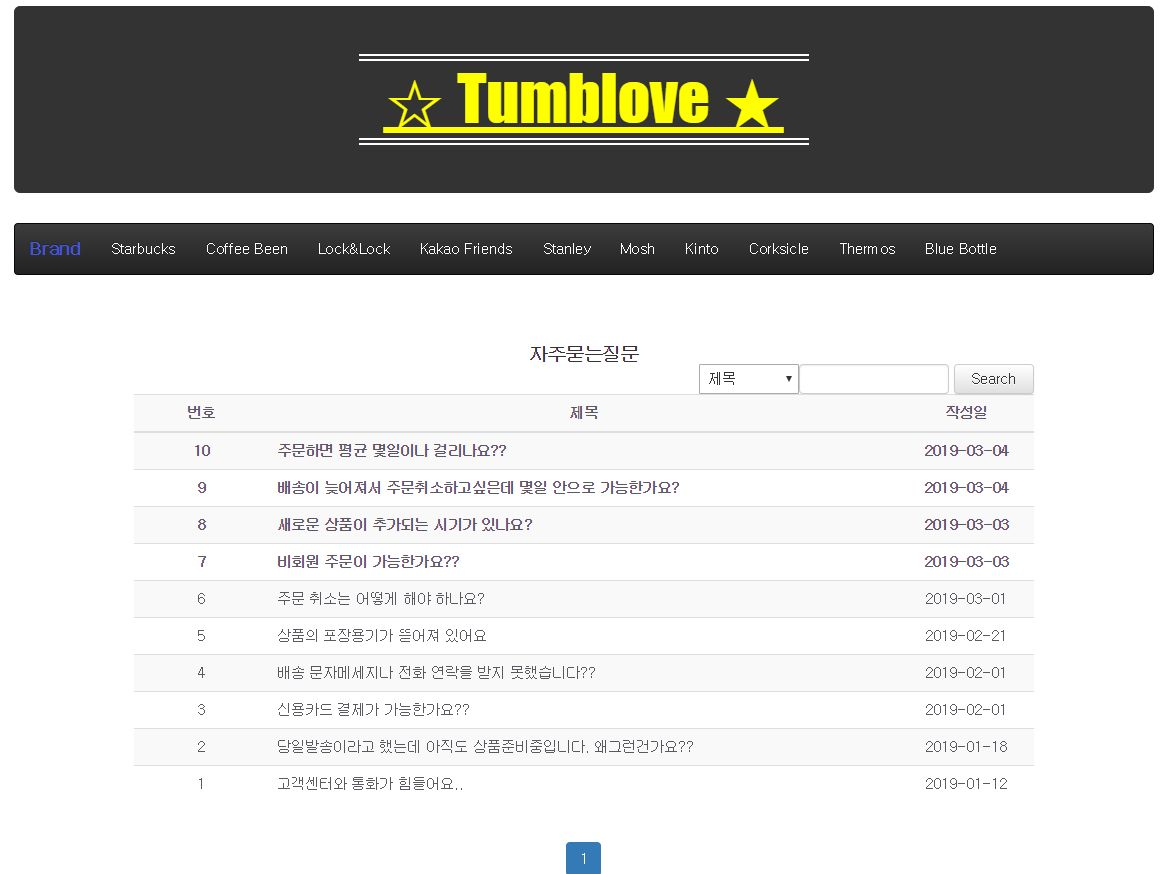 ☆ Tumblove ★
Brand Starbucks Coffee Been Lock&Lock Kakao Friends Stanley Mosh Kinto Corksicle Thermos Blue Bottle
자주묻는질문
제목 Search
번호 제목 작성일
10 주문하면 평균 몇일이나 걸리나요?? 2019-03-04
9 배송이 늦어져서 주문취소하고싶은데 몇일 안으로 가능한가요? 2019-03-04
8 새로운 상품이 추가되는 시기가 있나요? 2019-03-03
7 비회원 주문이 가능한가요?? 2019-03-03
6 주문 취소는 어떻게 해야 하나요? 2019-03-01
5 상품의 포장용기가 뜯어져 있어요 2019-02-21
4 배송 문자메세지나 전화 연락을 받지 못했습니다?? 2019-02-01
3 신용카드 결제가 가능한가요?? 2019-02-01
2 당일발송이라고 했는데 아직도 상품준비중입니다. 왜그런건가요?? 2019-01-18
1 고객센터와 통화가 힘들어요.. 2019-01-12
1